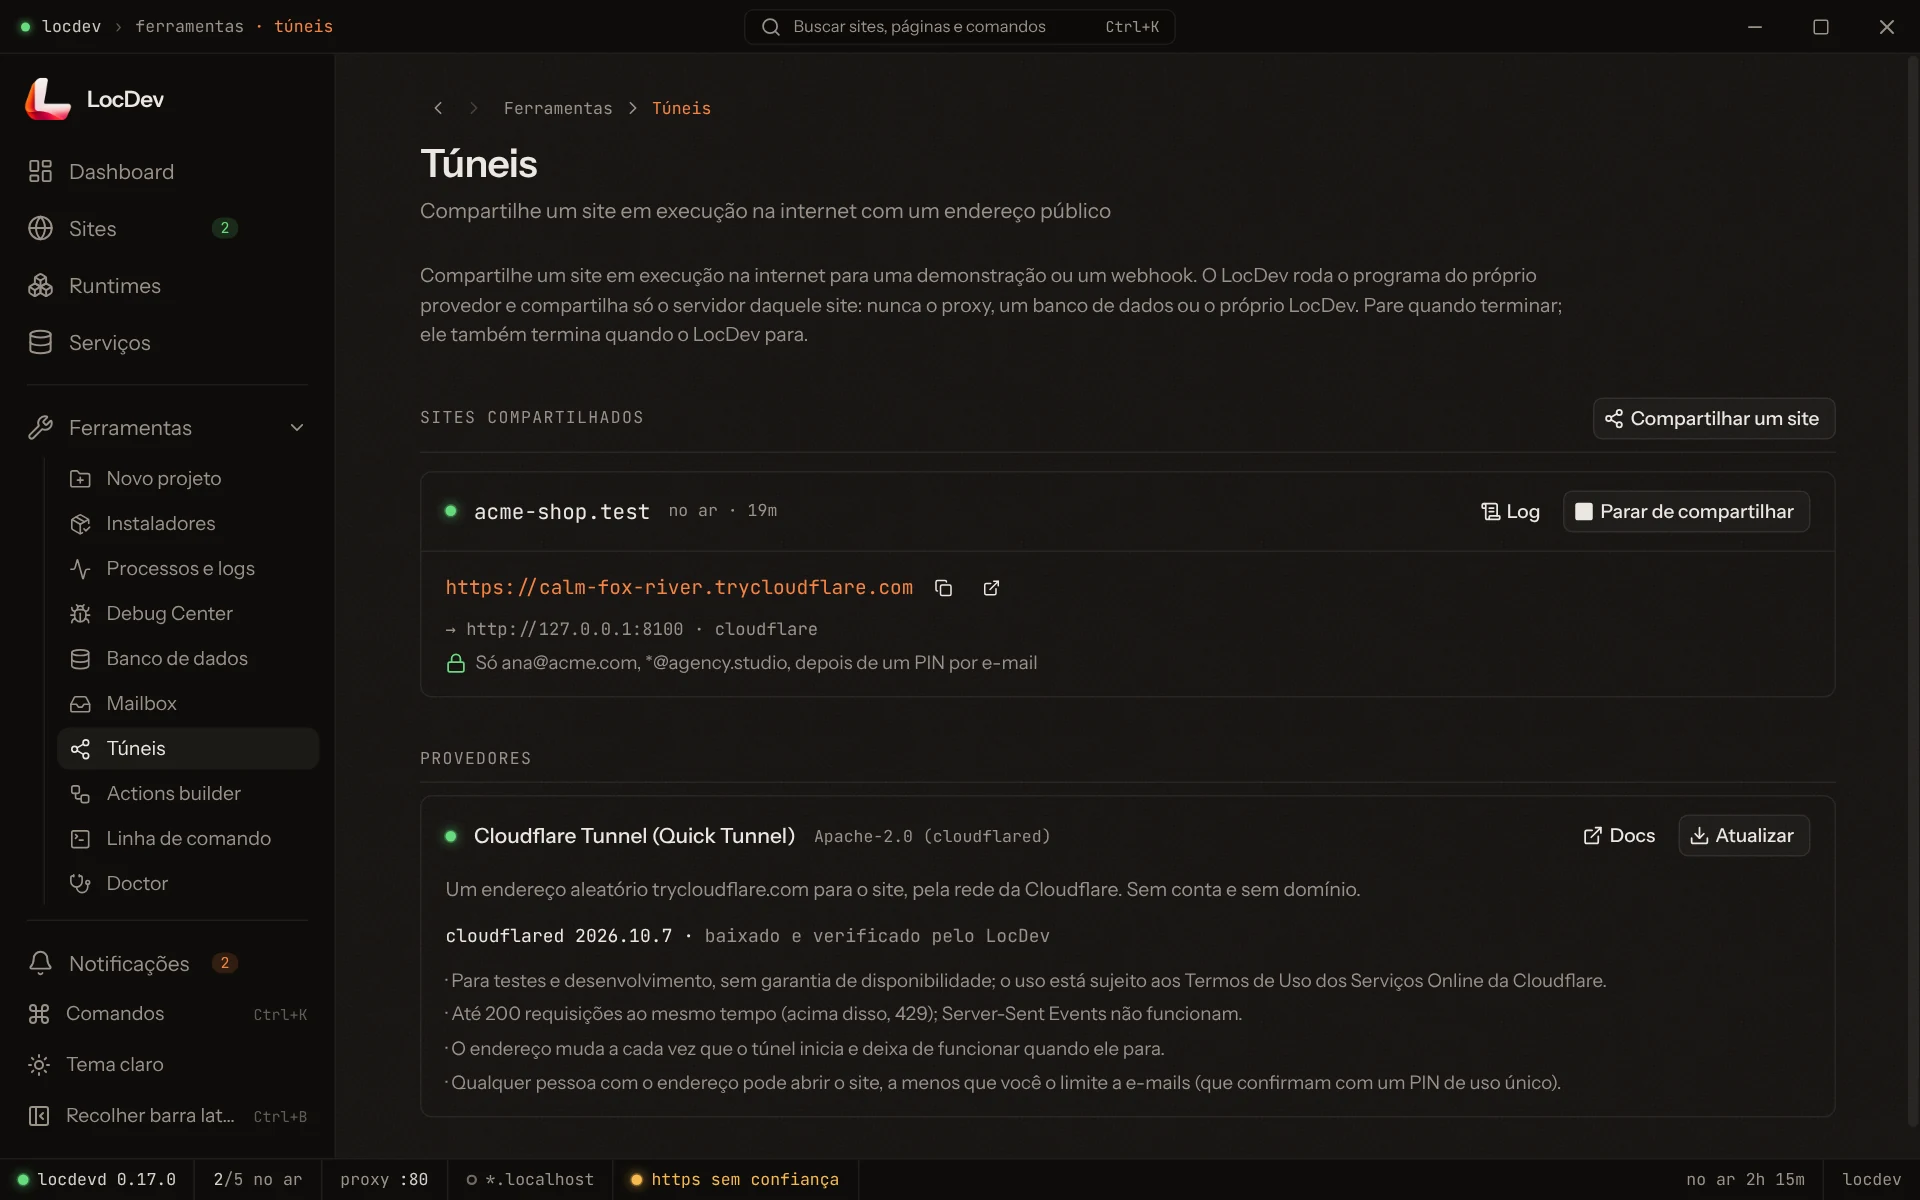 locdev › ferramentas · túneis
Buscar sites, páginas e comandos Ctrl+K
LocDev
Dashboard
Sites 2
Runtimes
Serviços
Ferramentas
Novo projeto
Instaladores
Processos e logs
Debug Center
Banco de dados
Mailbox
Túneis
Actions builder
Linha de comando
Doctor
Notificações 2
Comandos Ctrl+K
Tema claro
Recolher barra lat... Ctrl+B
Ferramentas > Túneis
Túneis
Compartilhe um site em execução na internet com um endereço público
Compartilhe um site em execução na internet para uma demonstração ou um webhook. O LocDev roda o programa do próprio
provedor e compartilha só o servidor daquele site: nunca o proxy, um banco de dados ou o próprio LocDev. Pare quando terminar;
ele também termina quando o LocDev para.
SITES COMPARTILHADOS
Compartilhar um site
acme-shop.test no ar · 19m
Log
Parar de compartilhar
https://calm-fox-river.trycloudflare.com
→ http://127.0.0.1:8100 · cloudflare
Só ana@acme.com, *@agency.studio, depois de um PIN por e-mail
PROVEDORES
Cloudflare Tunnel (Quick Tunnel) Apache-2.0 (cloudflared)
Docs
Atualizar
Um endereço aleatório trycloudflare.com para o site, pela rede da Cloudflare. Sem conta e sem domínio.
cloudflared 2026.10.7 · baixado e verificado pelo LocDev
· Para testes e desenvolvimento, sem garantia de disponibilidade; o uso está sujeito aos Termos de Uso dos Serviços Online da Cloudflare.
· Até 200 requisições ao mesmo tempo (acima disso, 429); Server-Sent Events não funcionam.
· O endereço muda a cada vez que o túnel inicia e deixa de funcionar quando ele para.
· Qualquer pessoa com o endereço pode abrir o site, a menos que você o limite a e-mails (que confirmam com um PIN de uso único).
locdevd 0.17.0
2/5 no ar
proxy :80
*.localhost
https sem confiança
no ar 2h 15m
locdev